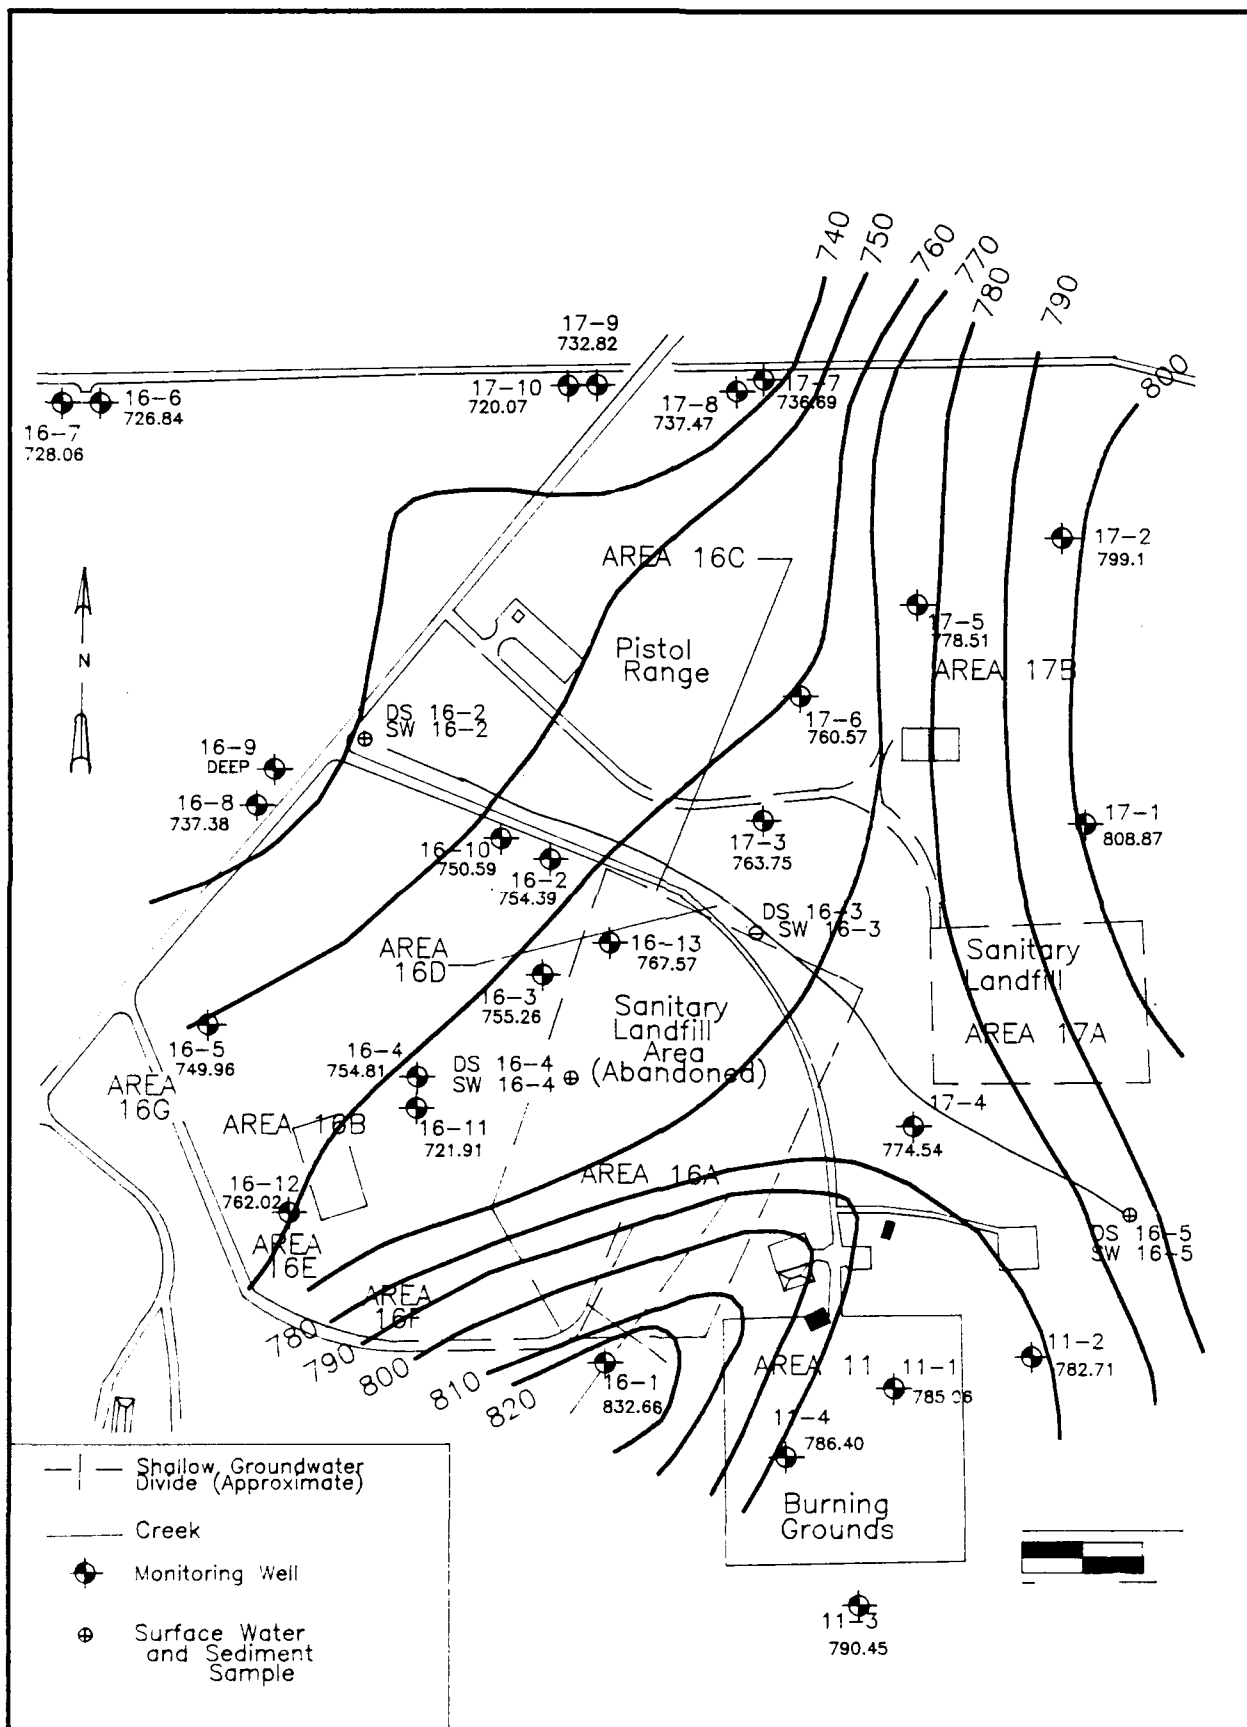 740
750
760
770
780
790
800
17-9
732.82
17-10
720.07
17-8
737.47
17-7
736.69
16-6
726.84
16-7
728.06
17-2
799.1
AREA 16C
17-5
778.51
AREA 17B
Pistol
Range
N
DS 16-2
SW 16-2
17-6
760.57
16-9
DEEP
16-8
737.38
16-10
750.59
16-2
754.39
17-3
763.75
17-1
808.87
DS 16-3
SW 16-3
AREA
16D
16-13
767.57
16-3
755.26
Sanitary
Landfill
Area
(Abandoned)
Sanitary
Landfill
AREA 17A
16-5
749.96
16-4
754.81
DS 16-4
SW 16-4
AREA
16G
AREA 16B
16-11
721.91
17-4
774.54
AREA 16A
16-12
762.02
AREA
16E
DS 16-5
SW 16-5
AREA
16F
780
790
800
810
820
16-1
832.66
AREA 11
11-1
11-2
782.71
11-4
786.40
Burning
Grounds
11-3
790.45
Shallow Groundwater
Divide (Approximate)
Creek
Monitoring Well
Surface Water
and Sediment
Sample